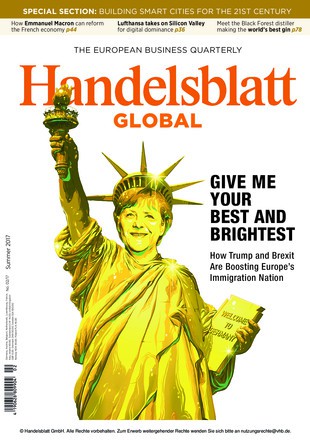 SPECIAL SECTION: BUILDING SMART CITIES FOR THE 21ST CENTURY
How Emmanuel Macron can reform
the French economy p44
Lufthansa takes on Silicon Valley
for digital dominance p36
Meet the Black Forest distiller
making the world's best gin p78
THE EUROPEAN BUSINESS QUARTERLY
Handelsblatt
GLOBAL
GIVE ME
YOUR
BEST AND
BRIGHTEST
How Trump and Brexit
Are Boosting Europe's
Immigration Nation
WELCOME
TO
GERMANY
Summer 2017
No. 02/17
© Handelsblatt GmbH. Alle Rechte vorbehalten. Zum Erwerb weitergehender Rechte wenden Sie sich bitte an nutzungsrechte@vhb.de.